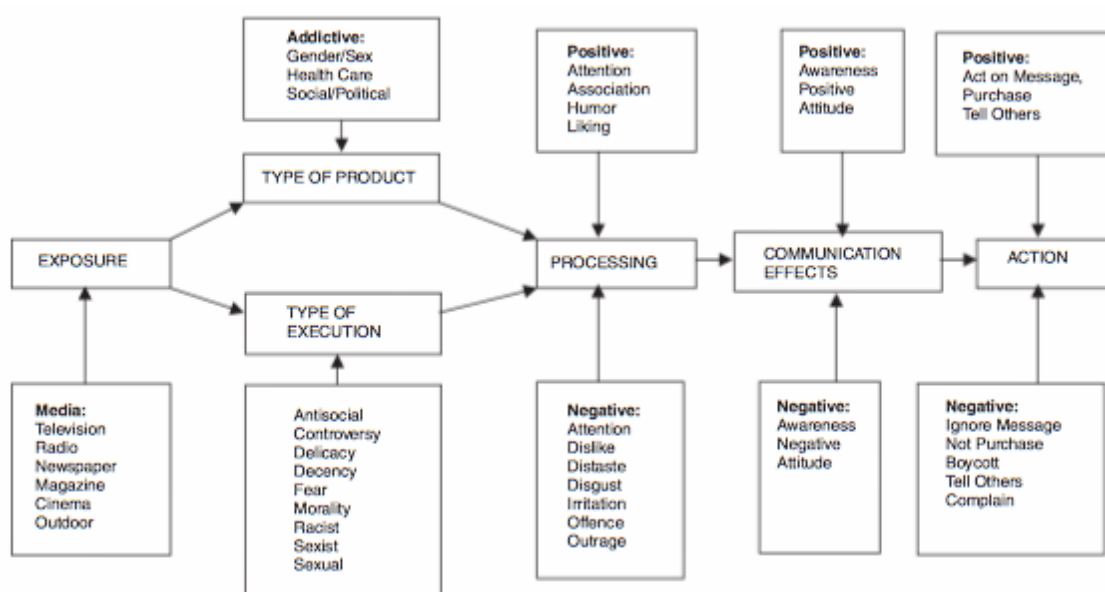 Addictive:
Gender/Sex
Health Care
Social/Political
Positive:
Attention
Association
Humor
Liking
Positive:
Awareness
Positive
Attitude
Positive:
Act on Message,
Purchase
Tell Others
TYPE OF PRODUCT
EXPOSURE
PROCESSING
COMMUNICATION
EFFECTS
ACTION
TYPE OF
EXECUTION
Media:
Television
Radio
Newspaper
Magazine
Cinema
Outdoor
Antisocial
Controversy
Delicacy
Decency
Fear
Morality
Racist
Sexist
Sexual
Negative:
Attention
Dislike
Distaste
Disgust
Irritation
Offence
Outrage
Negative:
Awareness
Negative
Attitude
Negative:
Ignore Message
Not Purchase
Boycott
Tell Others
Complain